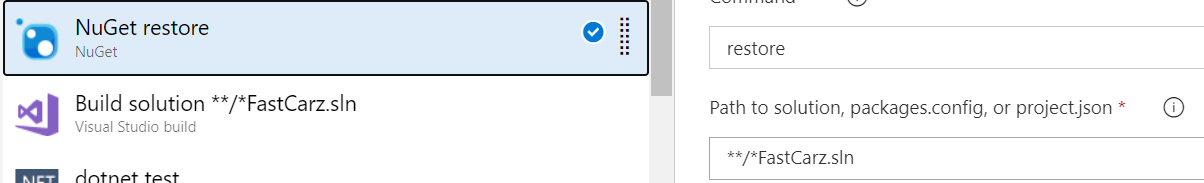 NuGet restore
NuGet
Build solution **/*FastCarz.sln
Visual Studio build
.NET
dotnet test
Command
restore
Path to solution, packages.config, or project.json *
**/*FastCarz.sln